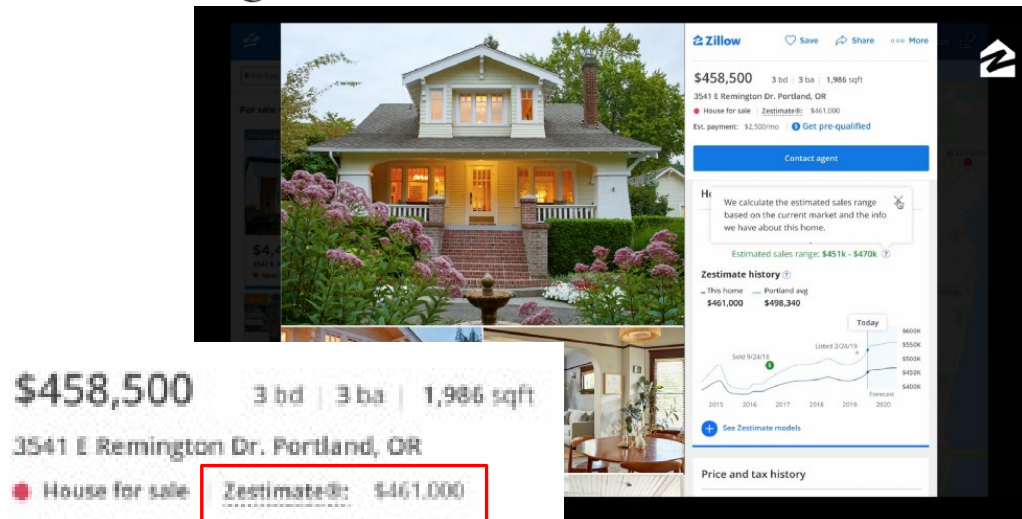 Zillow
Save Share More
$458,500 3 bd | 3 ba | 1,986 sqft
3541 E Remington Dr. Portland, OR
House for sale | Zestimate®: $461,000
Est. payment: $2,500/mo | $ Get pre-qualified
Contact agent
We calculate the estimated sales range
based on the current market and the info
we have about this home.
Estimated sales range: $451k - $470k ?
Zestimate history ?
This home Portland avg
$461,000 $498,340
Today
$600K
Listed 2/24/19
$550K
Sold 9/24/16
$500K
$450K
$400K
Forecast
2015 2016 2017 2018 2019 2020
See Zestimate models
Price and tax history
For sale
$458,500 3 bd | 3 ba | 1,986 sqft
3541 E Remington Dr. Portland, OR
House for sale | Zestimate®: $461,000